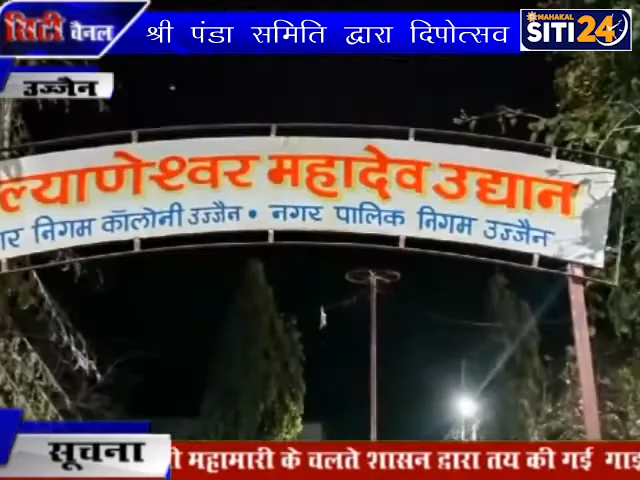 सिटी चैनल
श्री पंडा समिति द्वारा दिपोत्सव
MAHAKAL
SITI24
उज्जैन
ल्याणेश्वर महादेव उद्यान
निगम कॉलोनी उज्जैन • नगर पालिक निगम उज्जैन
सूचना
महामारी के चलते शासन द्वारा तय की गई